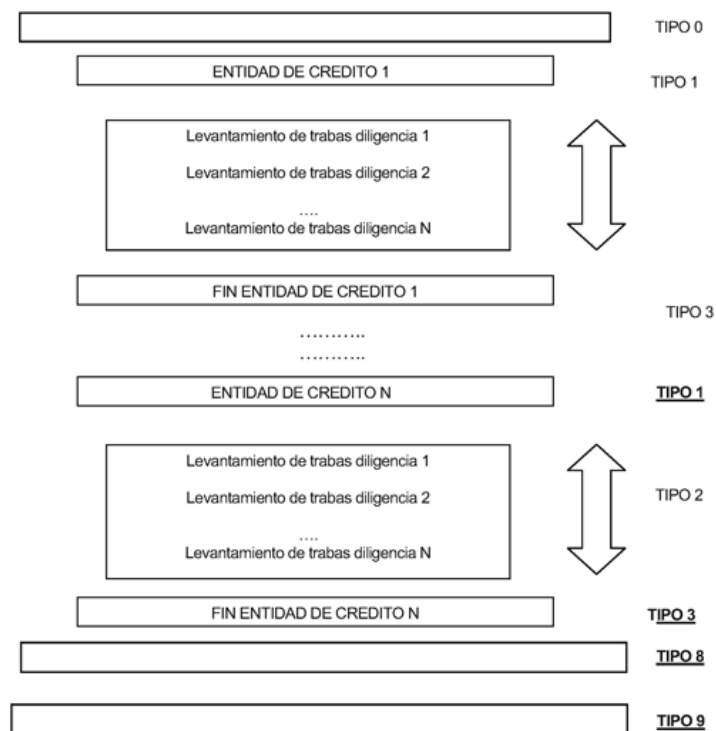 TIPO 0
ENTIDAD DE CREDITO 1
TIPO 1
Levantamiento de trabas diligencia 1
Levantamiento de trabas diligencia 2
....
Levantamiento de trabas diligencia N
FIN ENTIDAD DE CREDITO 1
TIPO 3
...........
...........
ENTIDAD DE CREDITO N
TIPO 1
Levantamiento de trabas diligencia 1
Levantamiento de trabas diligencia 2
TIPO 2
....
Levantamiento de trabas diligencia N
FIN ENTIDAD DE CREDITO N
TIPO 3
TIPO 8
TIPO 9